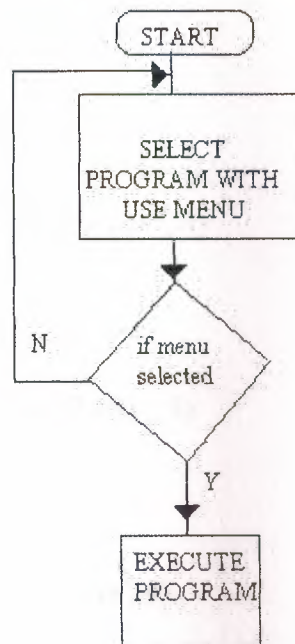 START
SELECT
PROGRAM WITH
USE MENU
if menu
selected
N
Y
EXECUTE
PROGRAM